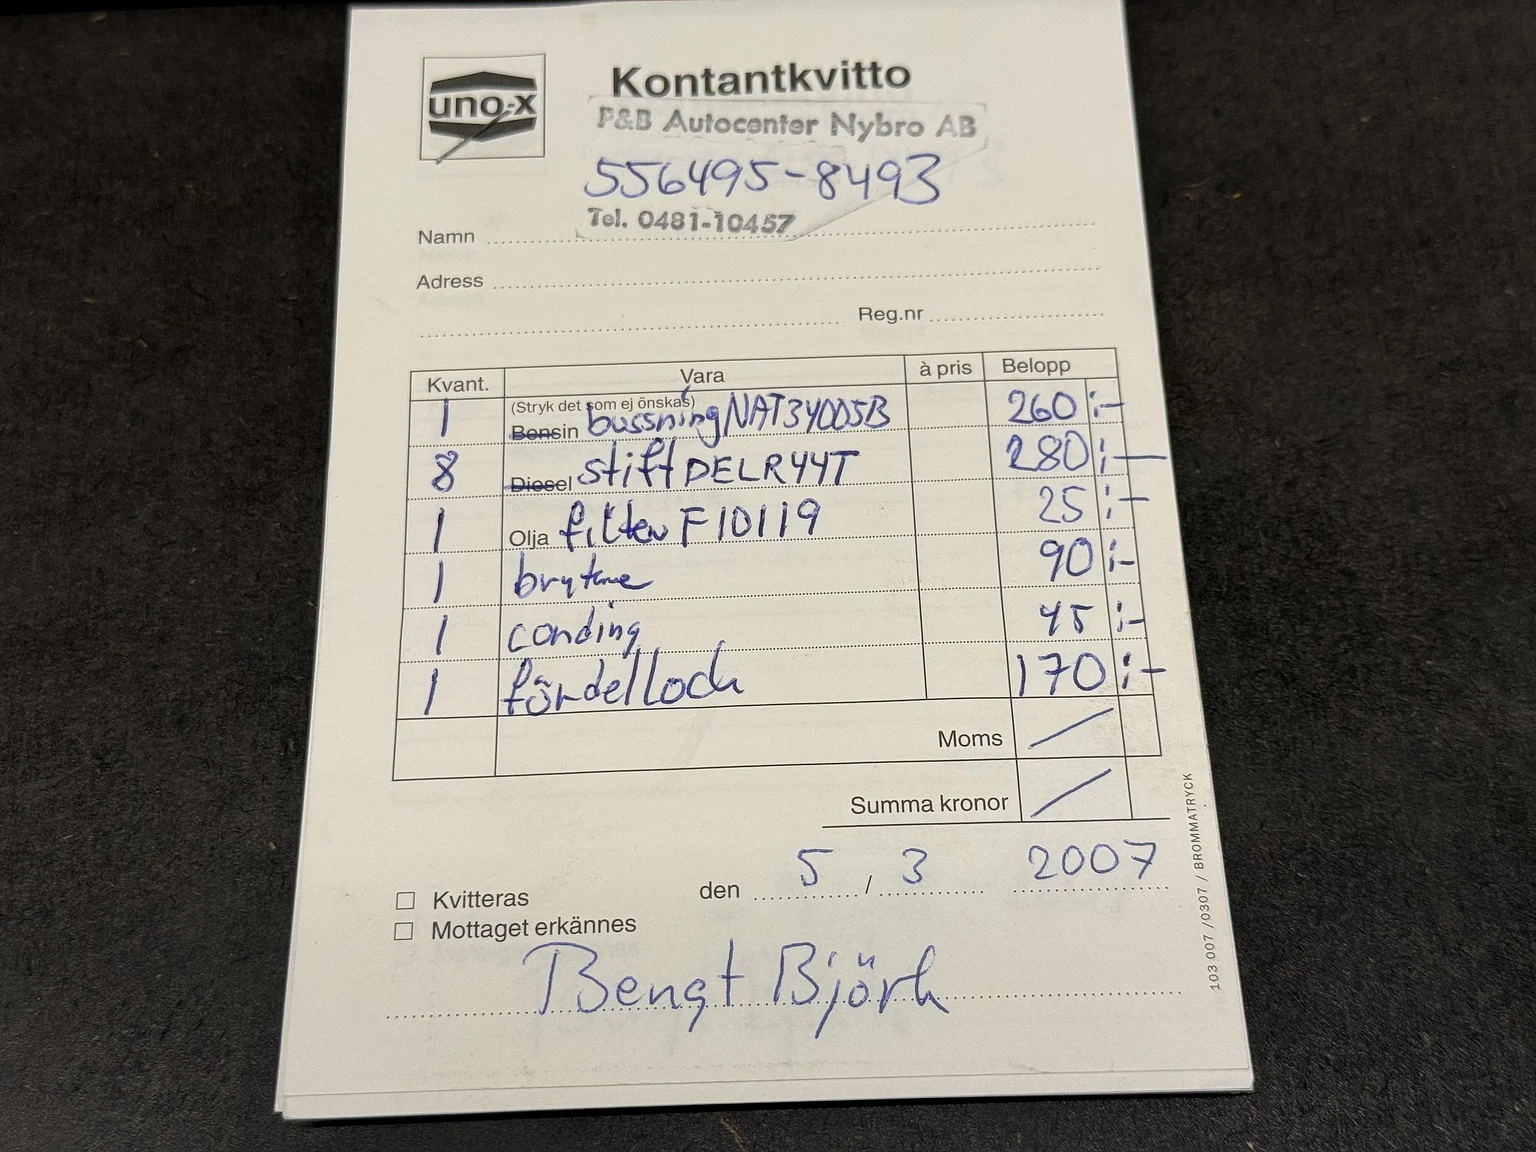 uno-x
Kontantkvitto
P&B Autocenter Nybro AB
556495-8493
Tel. 0481-10457
Namn
Adress
Reg.nr
Kvant. Vara à pris Belopp
(Stryk det som ej önskas)
1 Bensin bussning NAT34005B 260:-
8 Diesel stift DELR44T 280:-
1 Olja filter F10119 25:-
1 brytare 90:-
1 conding 45:-
1 fördellock 170:-
Moms /
Summa kronor /
den 5 / 3 2007
Kvitteras
Mottaget erkännes
Bengt Björk
103 007 / 0307 / BROMMATRYCK